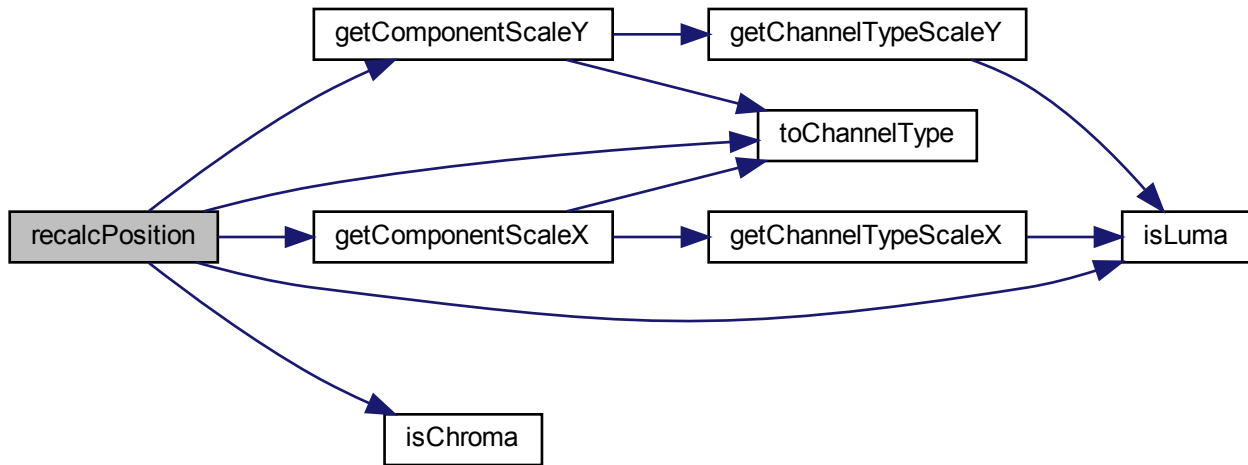 getComponentScaleY
getChannelTypeScaleY
toChannelType
recalcPosition
getComponentScaleX
getChannelTypeScaleX
isLuma
isChroma